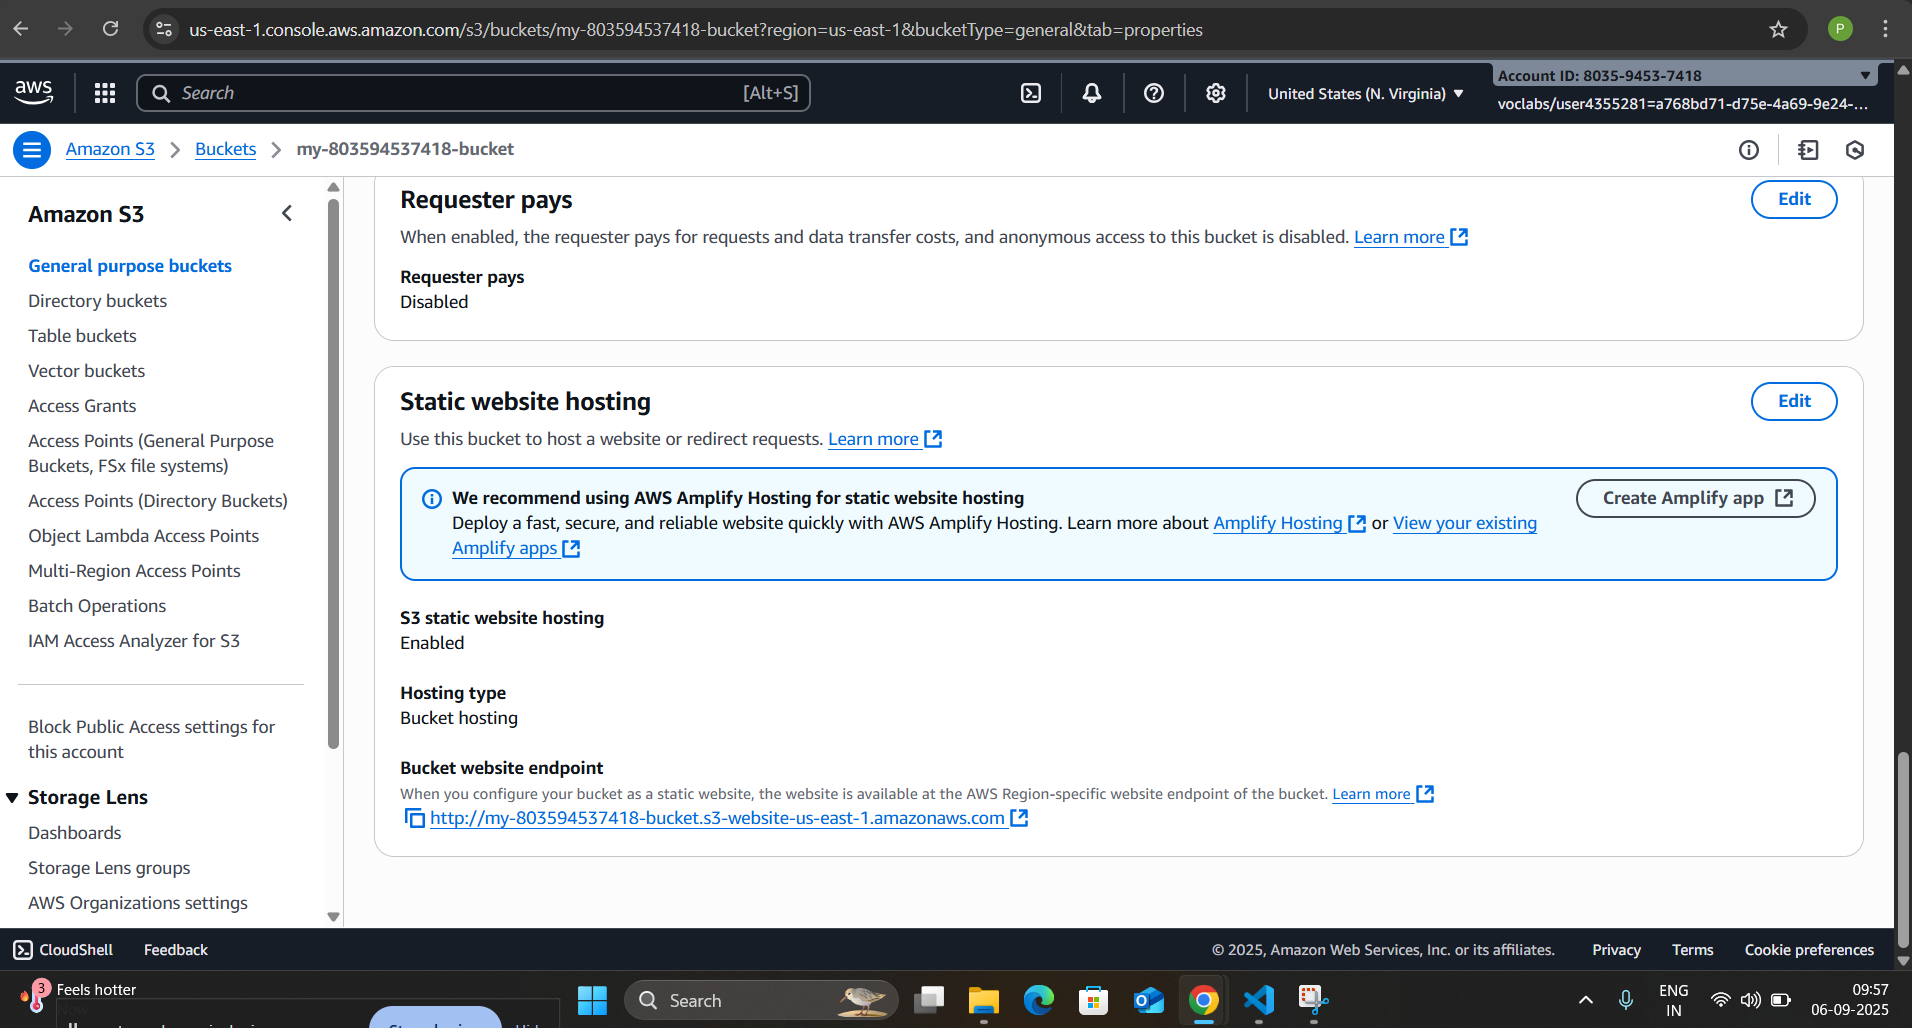 us-east-1.console.aws.amazon.com/s3/buckets/my-803594537418-bucket?region=us-east-1&bucketType=general&tab=properties
P
aws
Search
[Alt+S]
United States (N. Virginia)
Account ID: 8035-9453-7418
voclabs/user4355281=a768bd71-d75e-4a69-9e24-...
Amazon S3
Buckets
my-803594537418-bucket
Amazon S3
General purpose buckets
Directory buckets
Table buckets
Vector buckets
Access Grants
Access Points (General Purpose
Buckets, FSx file systems)
Access Points (Directory Buckets)
Object Lambda Access Points
Multi-Region Access Points
Batch Operations
IAM Access Analyzer for S3
Block Public Access settings for
this account
Storage Lens
Dashboards
Storage Lens groups
AWS Organizations settings
Requester pays
Edit
When enabled, the requester pays for requests and data transfer costs, and anonymous access to this bucket is disabled. Learn more
Requester pays
Disabled
Static website hosting
Edit
Use this bucket to host a website or redirect requests. Learn more
We recommend using AWS Amplify Hosting for static website hosting
Deploy a fast, secure, and reliable website quickly with AWS Amplify Hosting. Learn more about Amplify Hosting or View your existing
Amplify apps
Create Amplify app
S3 static website hosting
Enabled
Hosting type
Bucket hosting
Bucket website endpoint
When you configure your bucket as a static website, the website is available at the AWS Region-specific website endpoint of the bucket. Learn more
http://my-803594537418-bucket.s3-website-us-east-1.amazonaws.com
CloudShell
Feedback
© 2025, Amazon Web Services, Inc. or its affiliates.
Privacy
Terms
Cookie preferences
3
Feels hotter
Now
Search
ENG
IN
09:57
06-09-2025